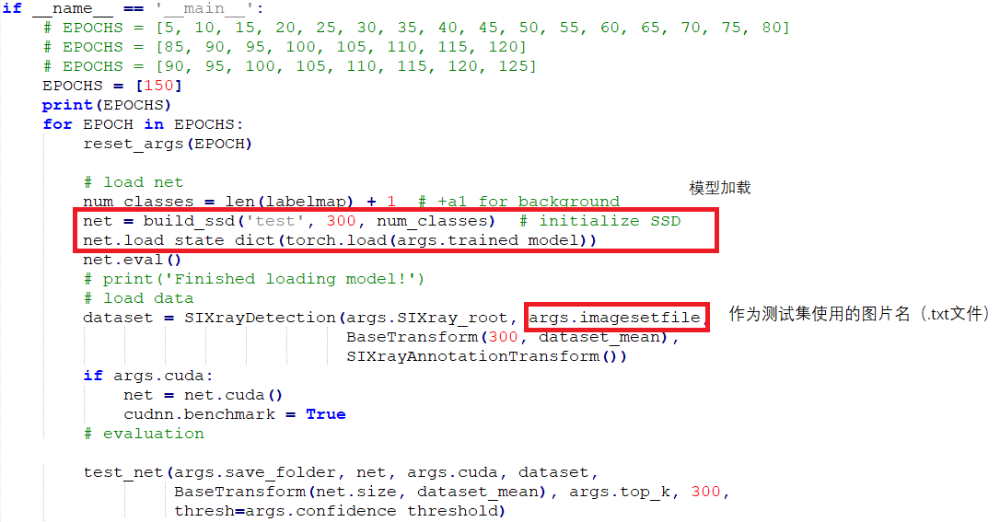 if __name__ == '__main__':
    # EPOCHS = [5, 10, 15, 20, 25, 30, 35, 40, 45, 50, 55, 60, 65, 70, 75, 80]
    # EPOCHS = [85, 90, 95, 100, 105, 110, 115, 120]
    # EPOCHS = [90, 95, 100, 105, 110, 115, 120, 125]
    EPOCHS = [150]
    print(EPOCHS)
    for EPOCH in EPOCHS:
        reset_args(EPOCH)
        # load net
        num_classes = len(labelmap) + 1  # +a1 for background
模型加载
        net = build_ssd('test', 300, num_classes)  # initialize SSD
        net.load_state_dict(torch.load(args.trained_model))
        net.eval()
        # print('Finished loading model!')
        # load data
        dataset = SIXrayDetection(args.SIXray_root, args.imagesetfile,
作为测试集使用的图片名（.txt文件）
                                  BaseTransform(300, dataset_mean),
                                  SIXrayAnnotationTransform())
        if args.cuda:
            net = net.cuda()
            cudnn.benchmark = True
        # evaluation
        test_net(args.save_folder, net, args.cuda, dataset,
                 BaseTransform(net.size, dataset_mean), args.top_k, 300,
                 thresh=args.confidence_threshold)